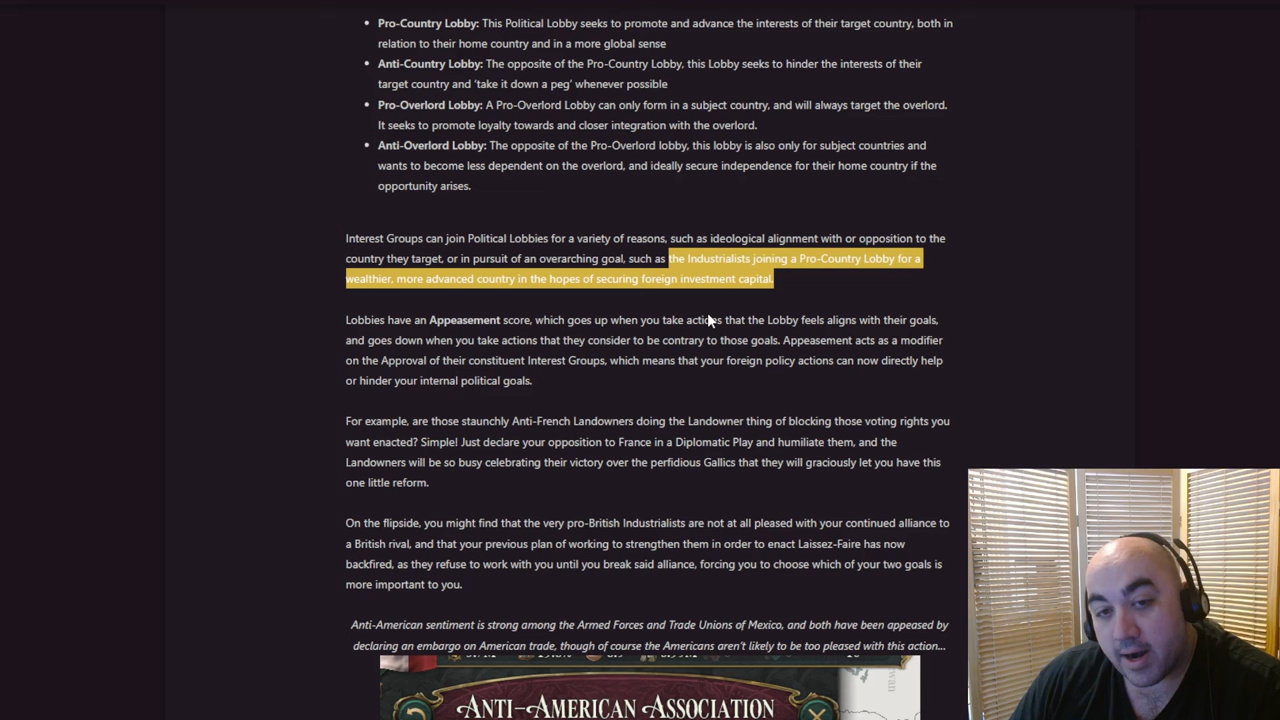 Pro-Country Lobby: This Political Lobby seeks to promote and advance the interests of their target country, both in
relation to their home country and in a more global sense
Anti-Country Lobby: The opposite of the Pro-Country Lobby, this Lobby seeks to hinder the interests of their
target country and ‘take it down a peg’ whenever possible
Pro-Overlord Lobby: A Pro-Overlord Lobby can only form in a subject country, and will always target the overlord.
It seeks to promote loyalty towards and closer integration with the overlord.
Anti-Overlord Lobby: The opposite of the Pro-Overlord lobby, this lobby is also only for subject countries and
wants to become less dependent on the overlord, and ideally secure independence for their home country if the
opportunity arises.
Interest Groups can join Political Lobbies for a variety of reasons, such as ideological alignment with or opposition to the
country they target, or in pursuit of an overarching goal, such as the Industrialists joining a Pro-Country Lobby for a
wealthier, more advanced country in the hopes of securing foreign investment capital.
Lobbies have an Appeasement score, which goes up when you take actions that the Lobby feels aligns with their goals,
and goes down when you take actions that they consider to be contrary to those goals. Appeasement acts as a modifier
on the Approval of their constituent Interest Groups, which means that your foreign policy actions can now directly help
or hinder your internal political goals.
For example, are those staunchly Anti-French Landowners doing the Landowner thing of blocking those voting rights you
want enacted? Simple! Just declare your opposition to France in a Diplomatic Play and humiliate them, and the
Landowners will be so busy celebrating their victory over the perfidious Gallics that they will graciously let you have this
one little reform.
On the flipside, you might find that the very pro-British Industrialists are not at all pleased with your continued alliance to
a British rival, and that your previous plan of working to strengthen them in order to enact Laissez-Faire has now
backfired, as they refuse to work with you until you break said alliance, forcing you to choose which of your two goals is
more important to you.
Anti-American sentiment is strong among the Armed Forces and Trade Unions of Mexico, and both have been appeased by
declaring an embargo on American trade, though of course the Americans aren’t likely to be too pleased with this action...
ANTI-AMERICAN ASSOCIATION